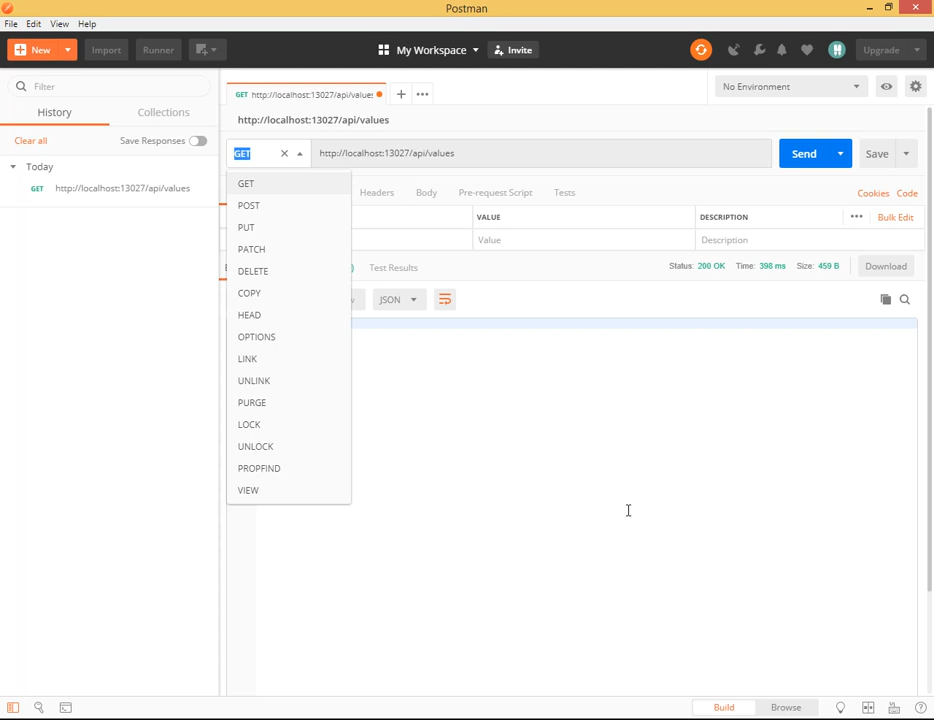 Postman
File Edit View Help
New Import Runner My Workspace Invite Upgrade
Filter
History Collections
Clear all Save Responses
Today
GET http://localhost:13027/api/values
GET http://localhost:13027/api/values
No Environment
http://localhost:13027/api/values
GET http://localhost:13027/api/values Send Save
Headers Body Pre-request Script Tests Cookies Code
VALUE DESCRIPTION Bulk Edit
Value Description
Test Results Status: 200 OK Time: 398 ms Size: 459 B Download
JSON
GET
POST
PUT
PATCH
DELETE
COPY
HEAD
OPTIONS
LINK
UNLINK
PURGE
LOCK
UNLOCK
PROPFIND
VIEW
Build Browse